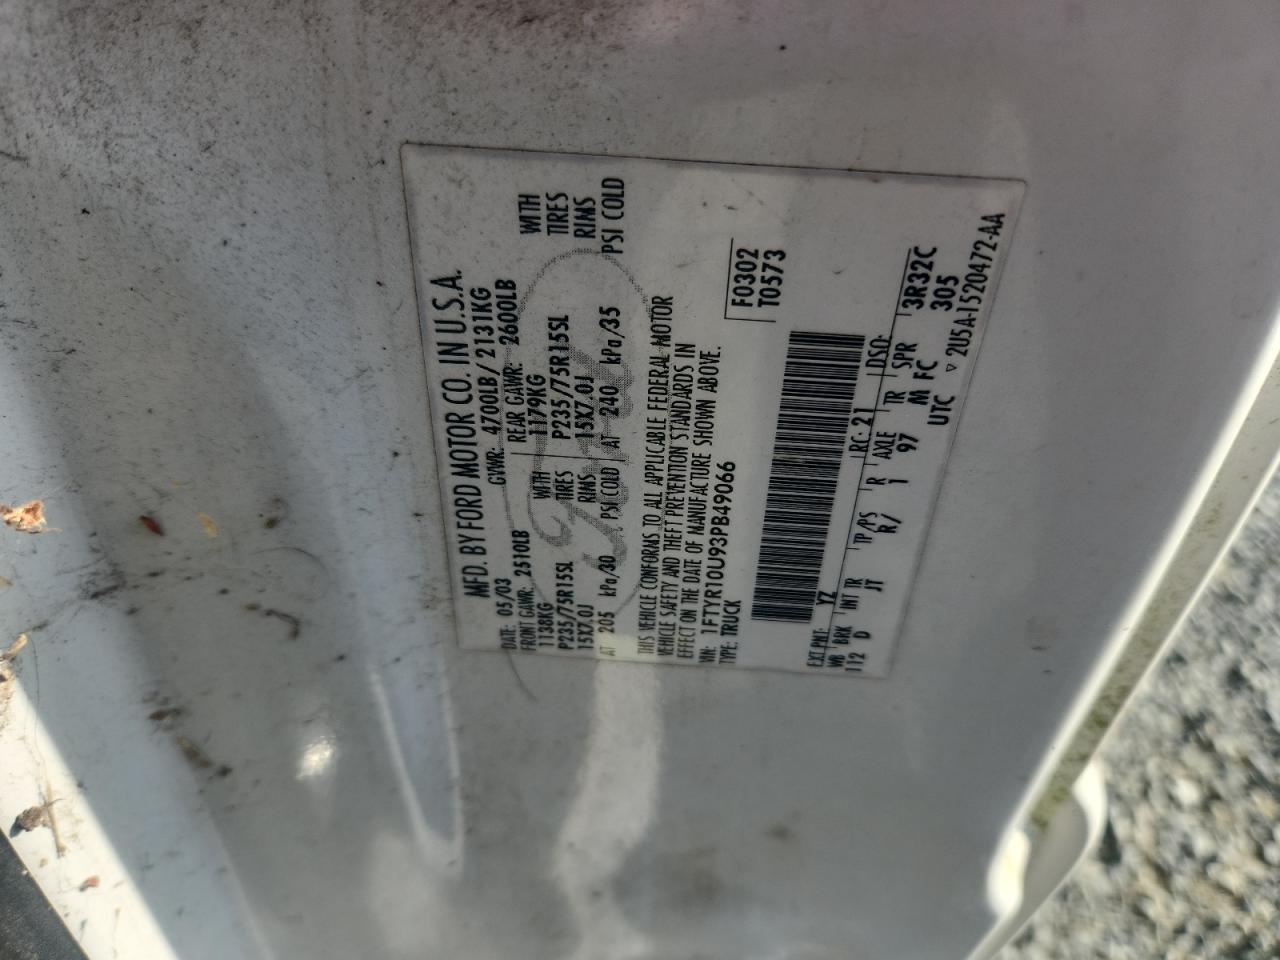 MFD. BY FORD MOTOR CO. IN U.S.A.
DATE: 05/03 GVWR: 4700LB / 2131KG
FRONT GAWR: 2510LB REAR GAWR: 2600LB
1138KG WITH 1179KG WITH
P235/75R15SL TIRES P235/75R15SL TIRES
15X7.0J RIMS 15X7.0J RIMS
AT 205 kPa/30 PSI COLD AT 240 kPa/35 PSI COLD
THIS VEHICLE CONFORMS TO ALL APPLICABLE FEDERAL MOTOR
VEHICLE SAFETY AND THEFT PREVENTION STANDARDS IN
EFFECT ON THE DATE OF MANUFACTURE SHOWN ABOVE.
VIN: 1FTYR10U93PB49066
TYPE: TRUCK
F0302
T0573
EXT PNT: YZ RC: 21 DSO:
WB BRK INT TR TP/PS R AXLE TR SPR
112 D JT R/ 1 97 M FC 3R32C
305
UTC ▽ 2U5A-1520472-AA
Ford